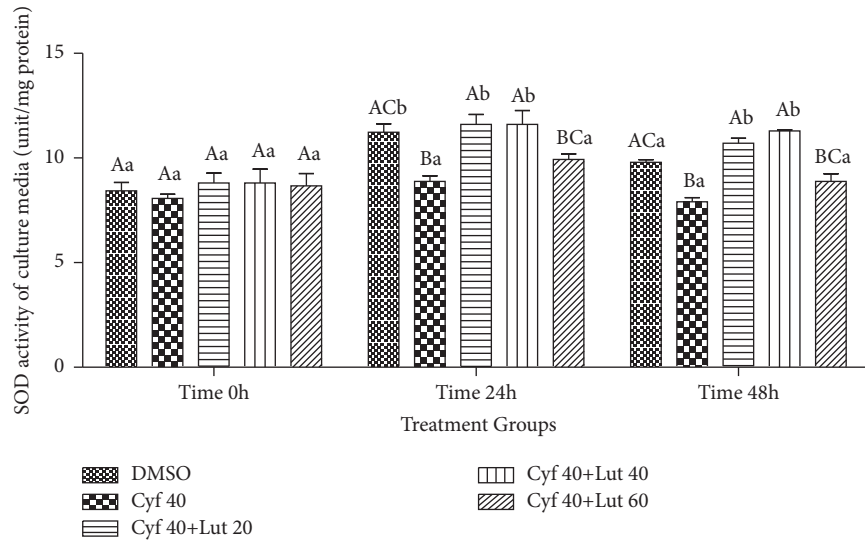 SOD activity of culture media (unit/mg protein)
15
10
5
0
Aa Aa Aa Aa Aa
ACb Ba Ab Ab BCa
ACa Ba Ab Ab BCa
Time 0h Time 24h Time 48h
Treatment Groups
DMSO
Cyf 40
Cyf 40+Lut 20
Cyf 40+Lut 40
Cyf 40+Lut 60